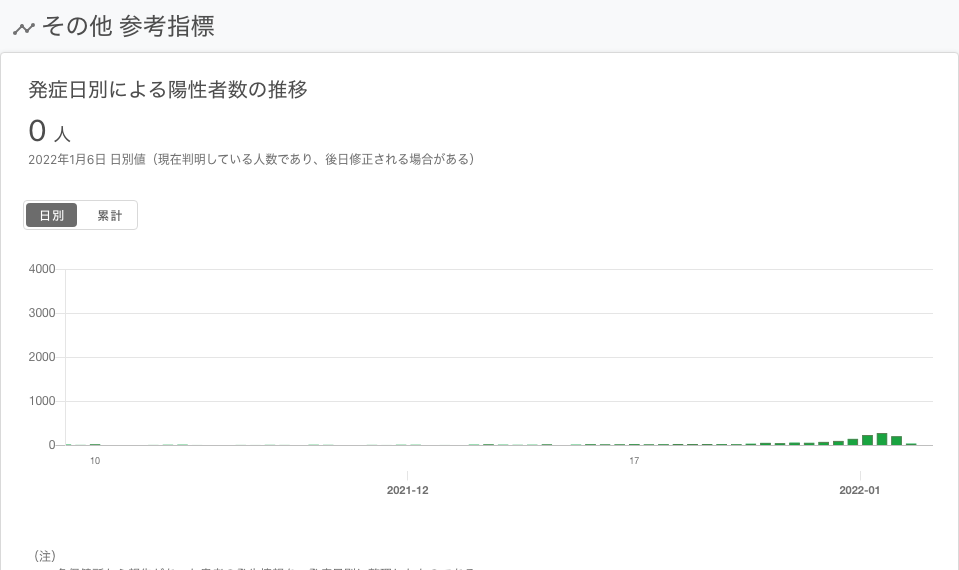 その他 参考指標
発症日別による陽性者数の推移
0 人
2022年1月6日 日別値（現在判明している人数であり、後日修正される場合がある）
日別 累計
4000
3000
2000
1000
0
10 17
2021-12 2022-01
（注）